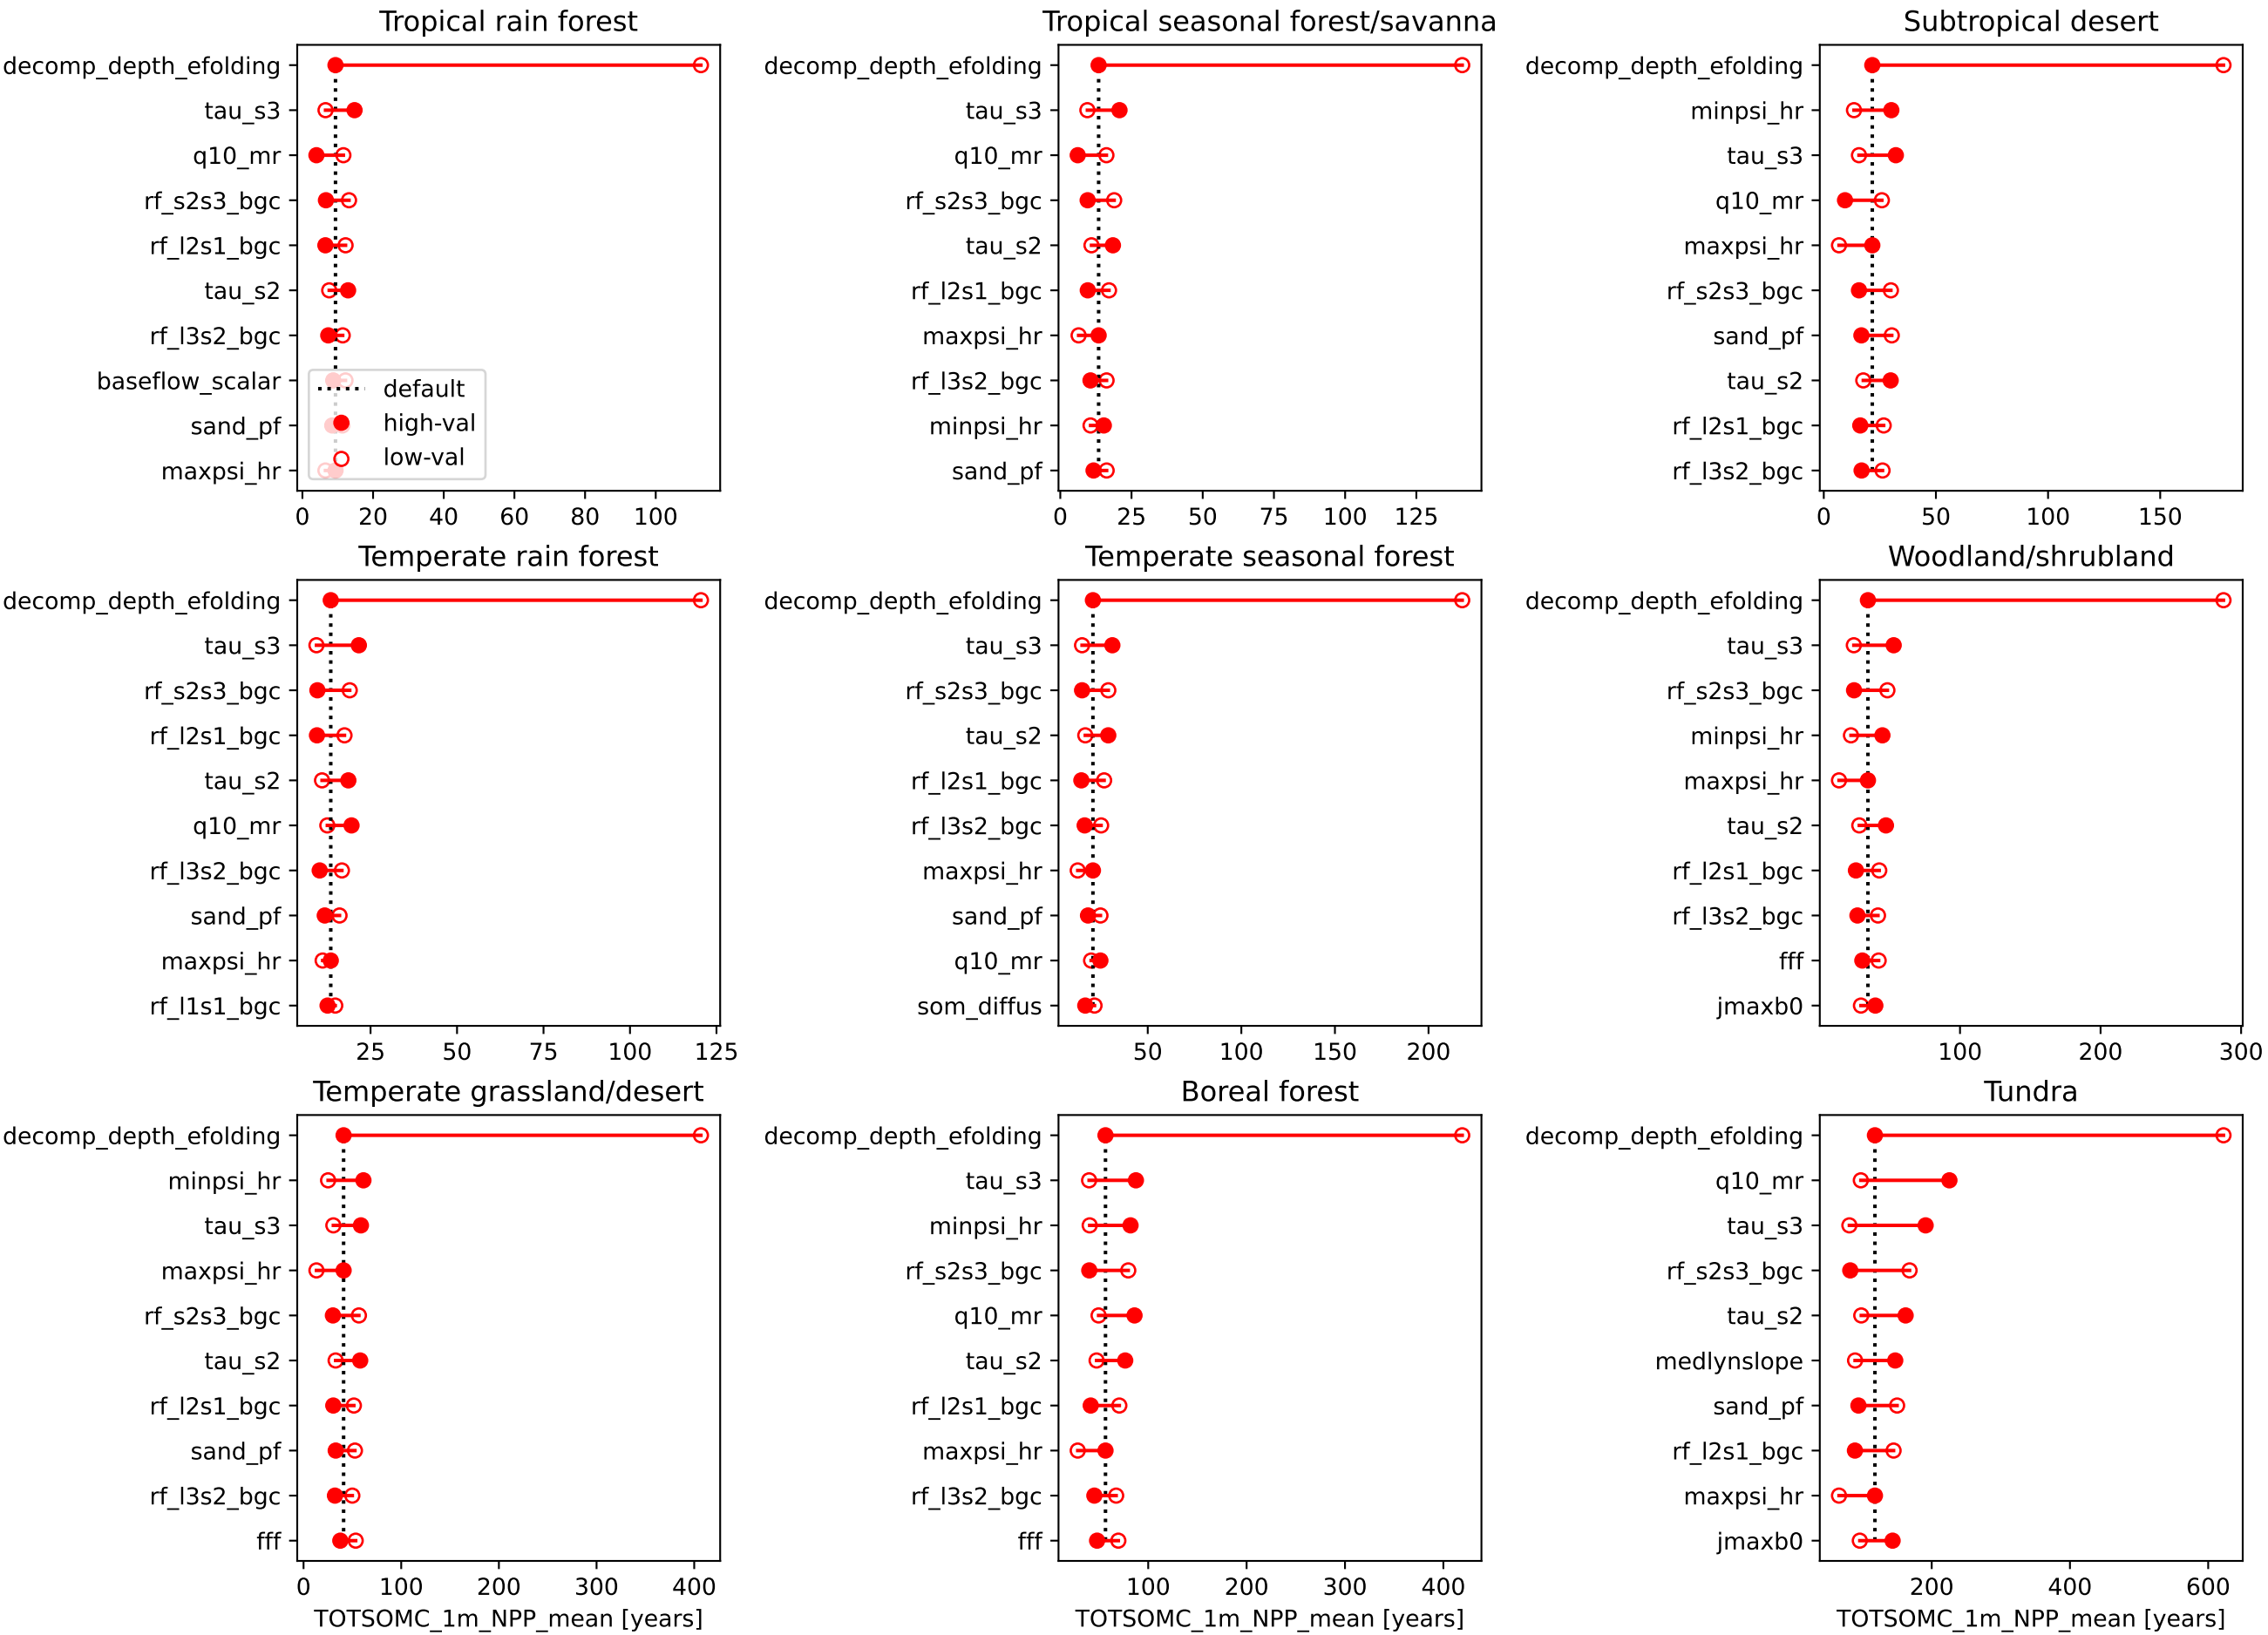 Tropical rain forest
decomp_depth_efolding
tau_s3
q10_mr
rf_s2s3_bgc
rf_l2s1_bgc
tau_s2
rf_l3s2_bgc
baseflow_scalar
sand_pf
maxpsi_hr
default
high-val
low-val
0 20 40 60 80 100
Tropical seasonal forest/savanna
decomp_depth_efolding
tau_s3
q10_mr
rf_s2s3_bgc
tau_s2
rf_l2s1_bgc
maxpsi_hr
rf_l3s2_bgc
minpsi_hr
sand_pf
0 25 50 75 100 125
Subtropical desert
decomp_depth_efolding
minpsi_hr
tau_s3
q10_mr
maxpsi_hr
rf_s2s3_bgc
sand_pf
tau_s2
rf_l2s1_bgc
rf_l3s2_bgc
0 50 100 150
Temperate rain forest
decomp_depth_efolding
tau_s3
rf_s2s3_bgc
rf_l2s1_bgc
tau_s2
q10_mr
rf_l3s2_bgc
sand_pf
maxpsi_hr
rf_l1s1_bgc
25 50 75 100 125
Temperate seasonal forest
decomp_depth_efolding
tau_s3
rf_s2s3_bgc
tau_s2
rf_l2s1_bgc
rf_l3s2_bgc
maxpsi_hr
sand_pf
q10_mr
som_diffus
50 100 150 200
Woodland/shrubland
decomp_depth_efolding
tau_s3
rf_s2s3_bgc
minpsi_hr
maxpsi_hr
tau_s2
rf_l2s1_bgc
rf_l3s2_bgc
fff
jmaxb0
100 200 300
Temperate grassland/desert
decomp_depth_efolding
minpsi_hr
tau_s3
maxpsi_hr
rf_s2s3_bgc
tau_s2
rf_l2s1_bgc
sand_pf
rf_l3s2_bgc
fff
0 100 200 300 400
TOTSOMC_1m_NPP_mean [years]
Boreal forest
decomp_depth_efolding
tau_s3
minpsi_hr
rf_s2s3_bgc
q10_mr
tau_s2
rf_l2s1_bgc
maxpsi_hr
rf_l3s2_bgc
fff
100 200 300 400
TOTSOMC_1m_NPP_mean [years]
Tundra
decomp_depth_efolding
q10_mr
tau_s3
rf_s2s3_bgc
tau_s2
medlynslope
sand_pf
rf_l2s1_bgc
maxpsi_hr
jmaxb0
200 400 600
TOTSOMC_1m_NPP_mean [years]